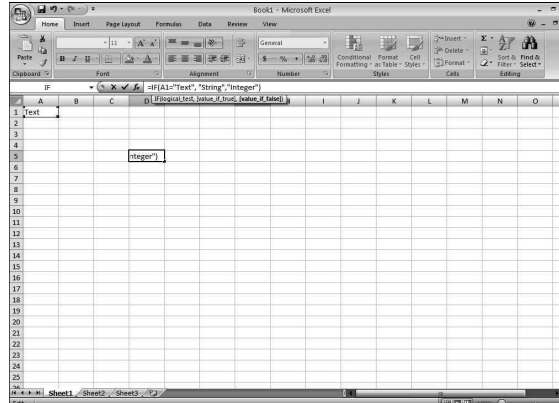 Book1 - Microsoft Excel
Home Insert Page Layout Formulas Data Review View
Paste
11
General
Conditional Formatting
Format as Table
Cell Styles
Insert
Delete
Format
Sort & Filter
Find & Select
Clipboard Font Alignment Number Styles Cells Editing
IF =IF(A1="Text", "String","Integer")
IF(logical_test, [value_if_true], [value_if_false])
A B C D I J K L M N O
1 Text
2
3
4
5 nteger")
6
7
8
9
10
11
12
13
14
15
16
17
18
19
20
21
22
23
24
25
26
Sheet1 Sheet2 Sheet3
Edit